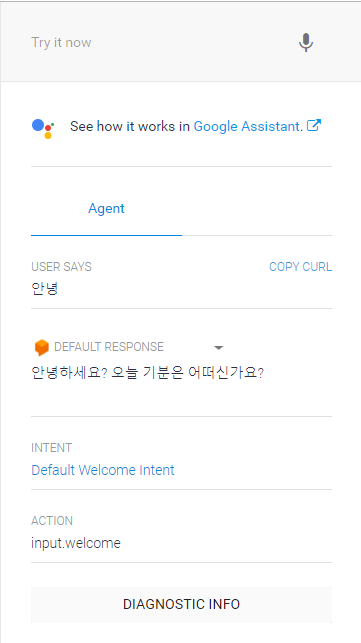 Try it now
See how it works in Google Assistant.
Agent
USER SAYS COPY CURL
안녕
DEFAULT RESPONSE
안녕하세요? 오늘 기분은 어떠신가요?
INTENT
Default Welcome Intent
ACTION
input.welcome
DIAGNOSTIC INFO